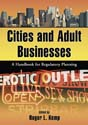 Cities and Adult
Businesses
A Handbook for Regulatory Planning
EROTIC
OUTLET
Edited by
Roger L. Kemp